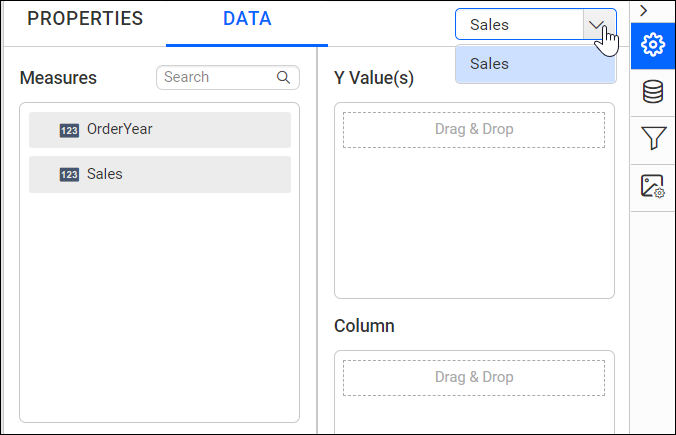 PROPERTIES
DATA
Sales
Sales
Measures
Search
123 OrderYear
123 Sales
Y Value(s)
Drag & Drop
Column
Drag & Drop